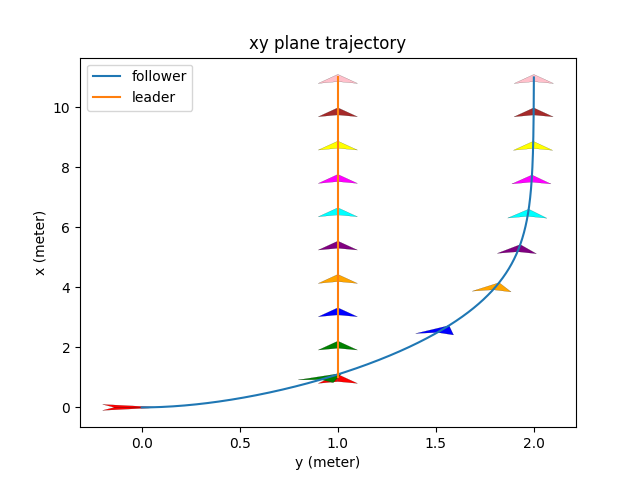 xy plane trajectory
follower
leader
x (meter)
10
8
6
4
2
0
0.0 0.5 1.0 1.5 2.0
y (meter)